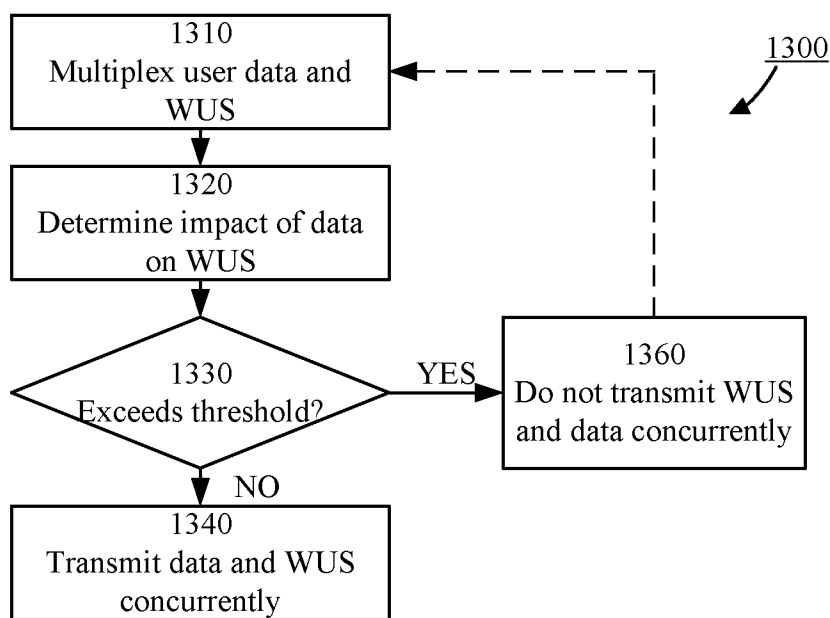 1310
Multiplex user data and
WUS
1300
1320
Determine impact of data
on WUS
1330
Exceeds threshold?
YES
1360
Do not transmit WUS
and data concurrently
NO
1340
Transmit data and WUS
concurrently